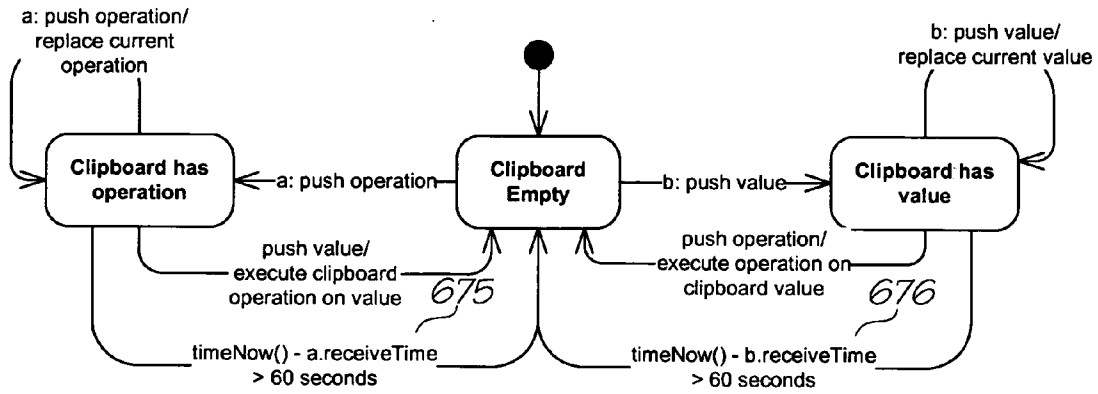 a: push operation/
replace current
operation
b: push value/
replace current value
Clipboard has
operation
a: push operation
Clipboard
Empty
b: push value
Clipboard has
value
push value/
execute clipboard
operation on value
675
push operation/
execute operation on
clipboard value
676
timeNow() - a.receiveTime
> 60 seconds
timeNow() - b.receiveTime
> 60 seconds